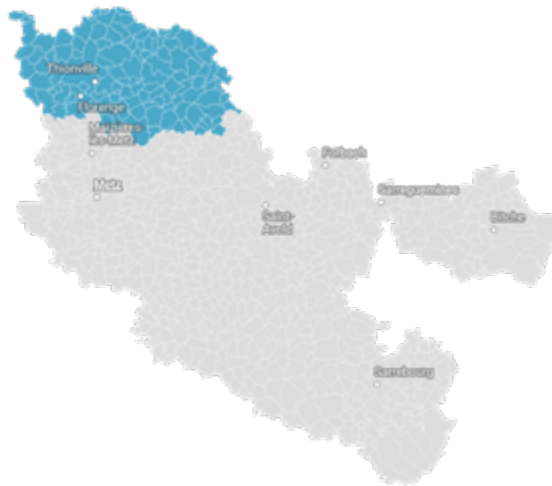 Thionville
Florange
Maizières-
lès-Metz
Metz
Forbach
Saint-
Avold
Sarreguemines
Bitche
Sarrebourg